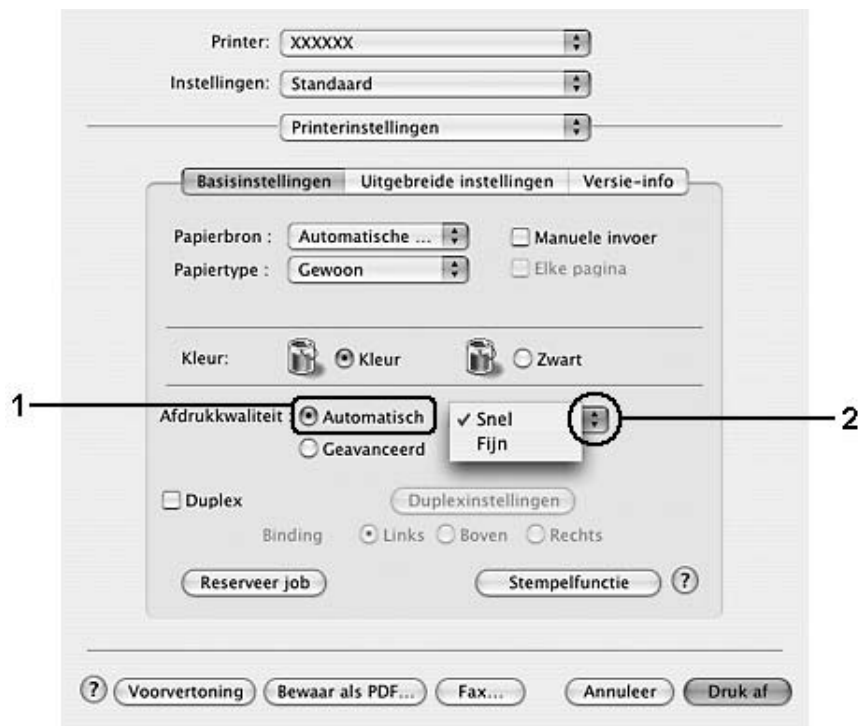 Printer: XXXXXX
Instellingen: Standaard
Printerinstellingen
Basisinstellingen Uitgebreide instellingen Versie-info
Papierbron : Automatische ... Manuele invoer
Papiertype : Gewoon Elke pagina
Kleur: Kleur Zwart
1 Afdrukkwaliteit : Automatisch ✓ Snel 2
Geavanceerd Fijn
Duplex Duplexinstellingen
Binding Links Boven Rechts
Reserveer job Stempelfunctie ?
? Voorvertoning Bewaar als PDF... Fax... Annuleer Druk af